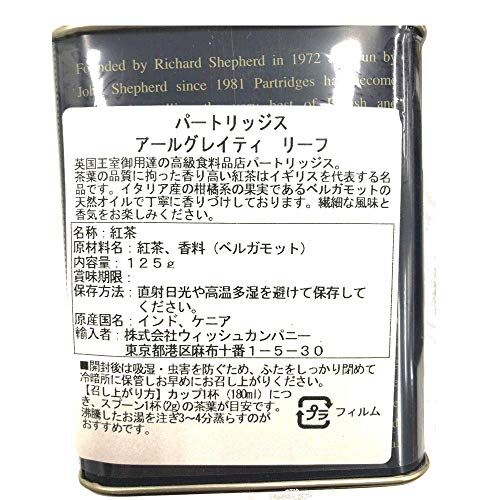 Founded by Richard Shepherd in 1972 by
John Shepherd since 1981 Partridges become
best of and
パートリッジス
アールグレイティ リーフ
英国王室御用達の高級食料品店パートリッジス。
茶葉の品質に拘った香り高い紅茶はイギリスを代表する名
品です。イタリア産の柑橘系の果実であるベルガモットの
天然オイルで丁寧に香りづけしております。繊細な風味と
香気をお楽しみください。
名称：紅茶
原材料名：紅茶、香料（ベルガモット）
内容量：１２５ｇ
賞味期限：
保存方法：直射日光や高温多湿を避けて保存して
ください。
原産国名：インド、ケニア
輸入者：株式会社ウィッシュカンパニー
東京都港区麻布十番１－５－３０
■開封後は吸湿・虫害を防ぐため、ふたをしっかり閉めて
冷暗所に保管しお早めにお召し上がりください。
【召し上がり方】カップ1杯（180ml）につ
き、スプーン1杯(2g)の茶葉が目安です。
沸騰したお湯を注ぎ3～4分蒸らすのが
おすすめです。
プラ フィルム